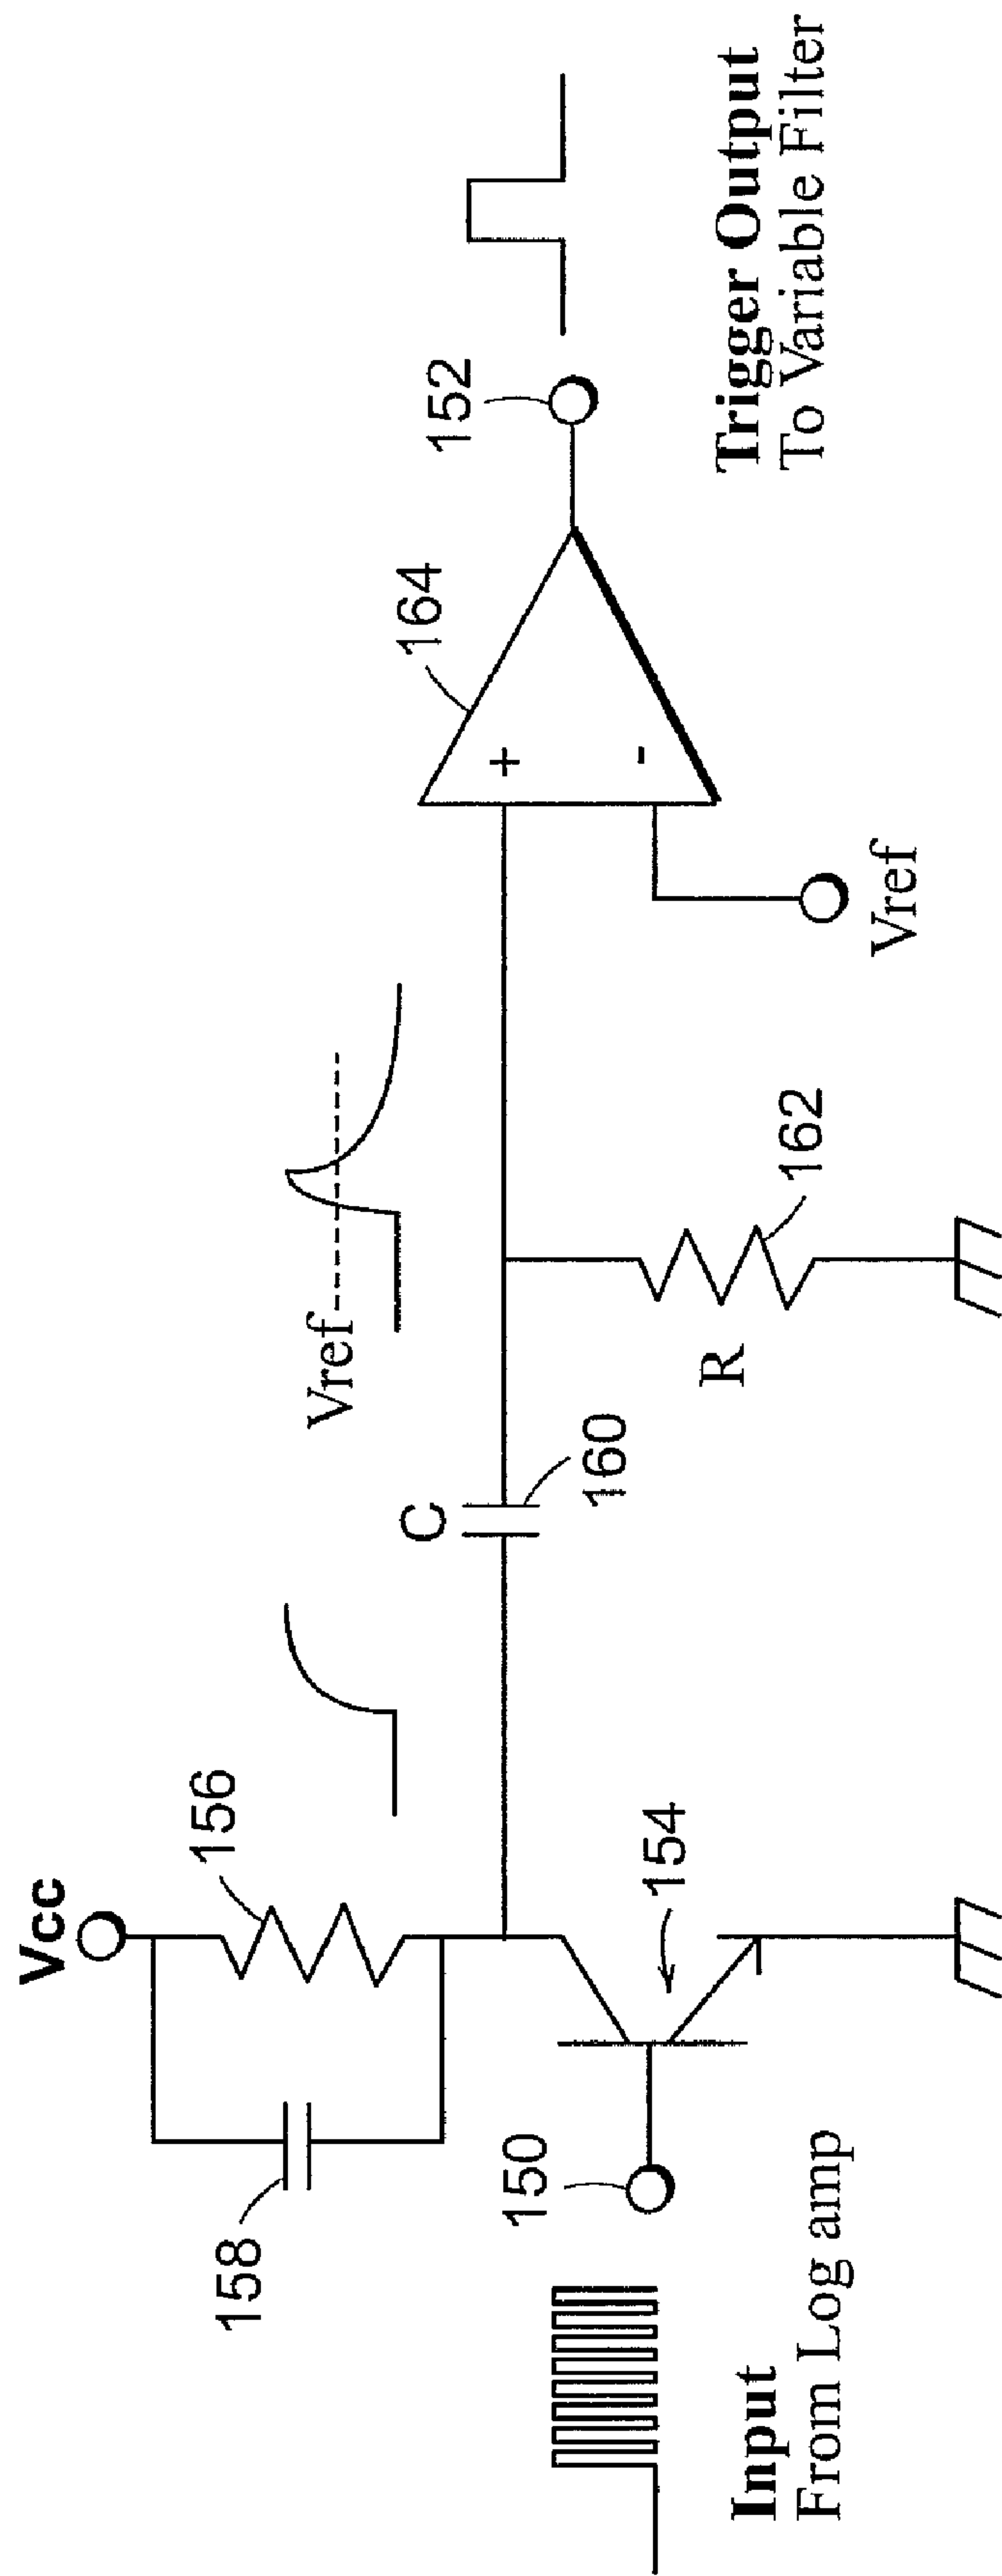 Vcc
158
156
150
154
Input
From Log amp
C
160
Vref
R
162
164
+
-
Vref
152
Trigger Output
To Variable Filter